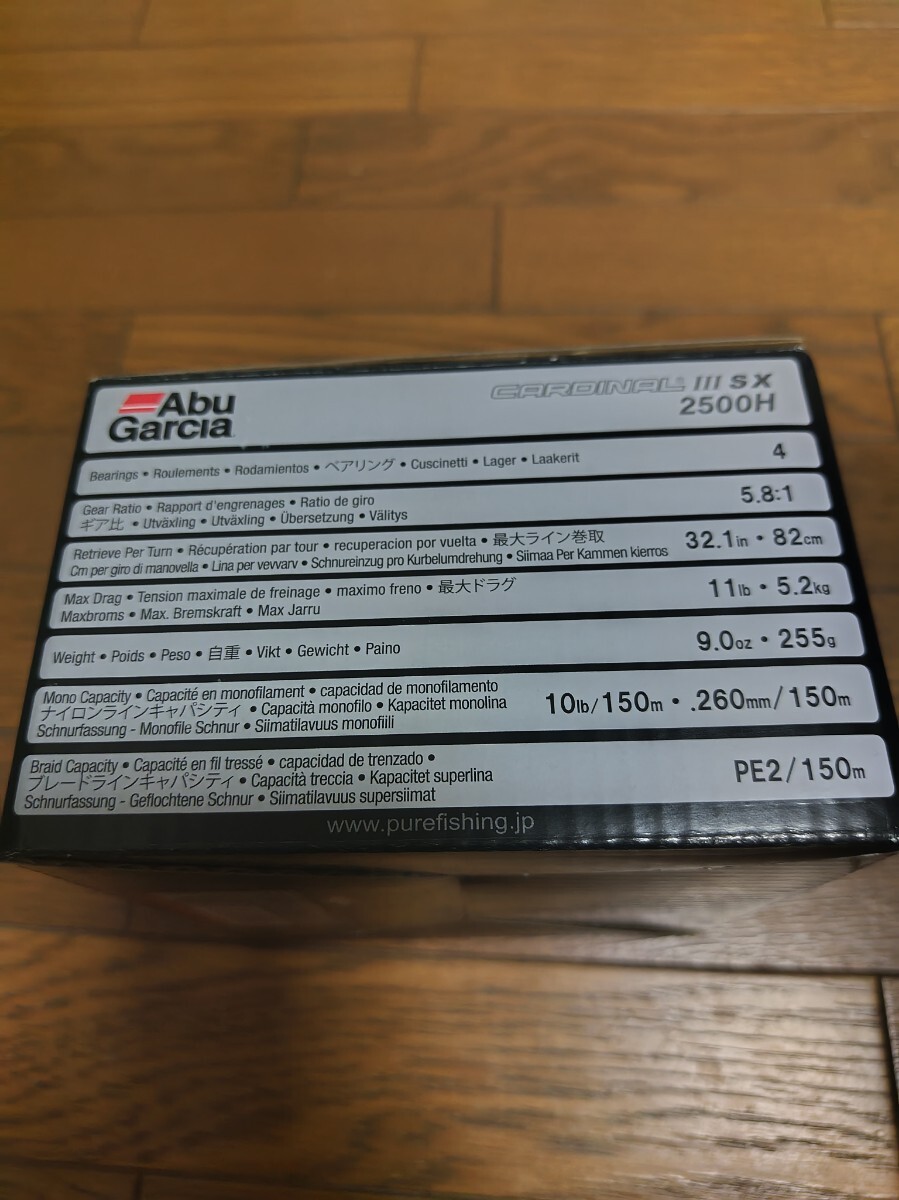 Abu
Garcia
CARDINAL III SX
2500H
Bearings • Roulements • Rodamientos • ベアリング • Cuscinetti • Lager • Laakerit 4
Gear Ratio • Rapport d'engrenages • Ratio de giro
ギア比 • Utväxling • Utväxling • Übersetzung • Välitys 5.8:1
Retrieve Per Turn • Récupération par tour • recuperacion por vuelta • 最大ライン巻取
Cm per giro di manovella • Lina per vevvarv • Schnureinzug pro Kurbelumdrehung • Siimaa Per Kammen kierros 32.1in • 82cm
Max Drag • Tension maximale de freinage • maximo freno • 最大ドラグ
Maxbroms • Max. Bremskraft • Max Jarru 11lb • 5.2kg
Weight • Poids • Peso • 自重 • Vikt • Gewicht • Paino 9.0oz • 255g
Mono Capacity • Capacité en monofilament • capacidad de monofilamento
ナイロンラインキャパシティ • Capacità monofilo • Kapacitet monolina 10lb/150m • .260mm/150m
Schnurfassung - Monofile Schnur • Siimatilavuus monofiili
Braid Capacity • Capacité en fil tressé • capacidad de trenzado •
ブレードラインキャパシティ • Capacità treccia • Kapacitet superlina PE2/150m
Schnurfassung - Geflochtene Schnur • Siimatilavuus supersiimat
www.purefishing.jp